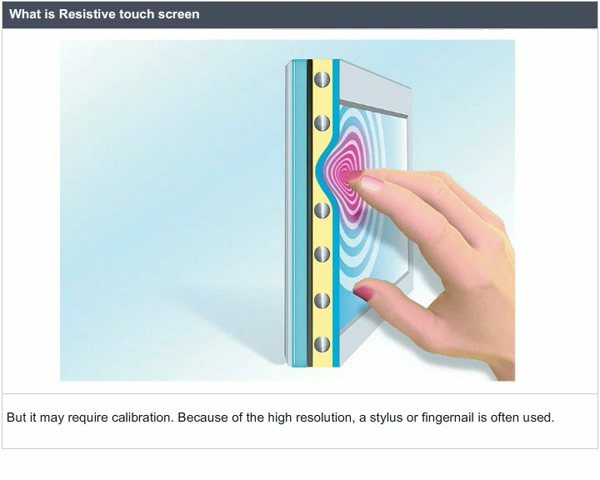 What is Resistive touch screen
But it may require calibration. Because of the high resolution, a stylus or fingernail is often used.